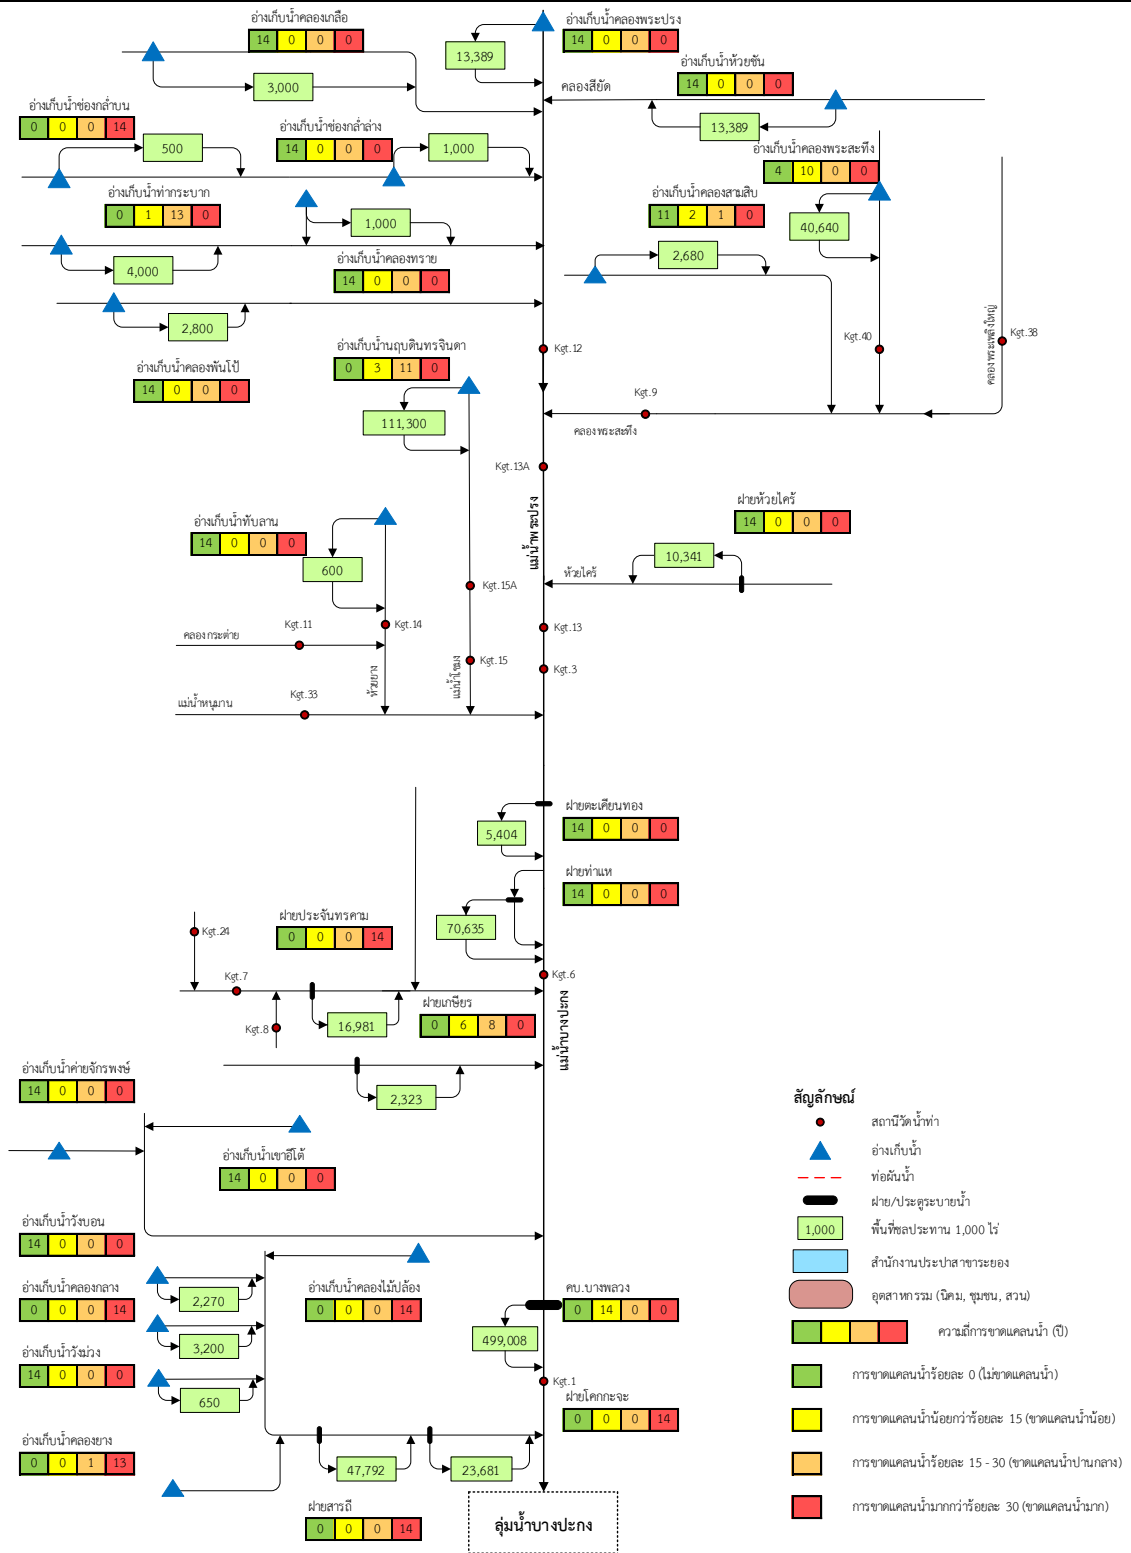 อ่างเก็บน้ำคลองเกลือ
14 0 0 0
3,000
อ่างเก็บน้ำคลองพระปรง
14 0 0 0
13,389
อ่างเก็บน้ำห้วยชัน
14 0 0 0
คลองสียัด
13,389
อ่างเก็บน้ำช่องกล่ำบน
0 0 0 14
500
อ่างเก็บน้ำช่องกล่ำล่าง
14 0 0 0
1,000
อ่างเก็บน้ำคลองพระสะทึง
4 10 0 0
40,640
อ่างเก็บน้ำท่ากระบาก
0 1 13 0
4,000
1,000
อ่างเก็บน้ำคลองสามสิบ
11 2 1 0
2,680
อ่างเก็บน้ำคลองทราย
14 0 0 0
2,800
อ่างเก็บน้ำคลองพันโป้
14 0 0 0
อ่างเก็บน้ำนฤบดินทรจินดา
0 3 11 0
111,300
Kgt.12
Kgt.40
คลองพระเพลิงใหญ่
Kgt.38
Kgt.9
คลองพระสะทึง
Kgt.13A
แม่น้ำพระปรง
อ่างเก็บน้ำทับลาน
14 0 0 0
600
ฝายห้วยไคร้
14 0 0 0
10,341
ห้วยไคร้
Kgt.15A
Kgt.11
Kgt.14
Kgt.13
คลองกระต่าย
Kgt.15
Kgt.3
ห้วยยาง
แม่น้ำโขมง
Kgt.33
แม่น้ำหนุมาน
ฝายตะเคียนทอง
14 0 0 0
5,404
ฝายท่าแห
14 0 0 0
70,635
ฝายประจันทรคาม
0 0 0 14
Kgt.24
Kgt.7
Kgt.6
Kgt.8
16,981
ฝายเกษียร
0 6 8 0
แม่น้ำบางปะกง
2,323
อ่างเก็บน้ำค่ายจักรพงษ์
14 0 0 0
อ่างเก็บน้ำเขาอีโต้
14 0 0 0
อ่างเก็บน้ำวังบอน
14 0 0 0
2,270
อ่างเก็บน้ำคลองกลาง
0 0 0 14
3,200
อ่างเก็บน้ำคลองไม้ปล้อง
0 0 0 14
คบ.บางพลวง
0 14 0 0
499,008
อ่างเก็บน้ำวังม่วง
14 0 0 0
650
Kgt.1
ฝายโคกกะจะ
0 0 0 14
อ่างเก็บน้ำคลองยาง
0 0 1 13
47,792
23,681
ฝายสารถี
0 0 0 14
ลุ่มน้ำบางปะกง
สัญลักษณ์
สถานีวัดน้ำท่า
อ่างเก็บน้ำ
ท่อผันน้ำ
ฝาย/ประตูระบายน้ำ
1,000 พื้นที่ชลประทาน 1,000 ไร่
สำนักงานประปาสาขาระยอง
อุตสาหกรรม (นิคม, ชุมชน, สวน)
ความถี่การขาดแคลนน้ำ (ปี)
การขาดแคลนน้ำร้อยละ 0 (ไม่ขาดแคลนน้ำ)
การขาดแคลนน้ำน้อยกว่าร้อยละ 15 (ขาดแคลนน้ำน้อย)
การขาดแคลนน้ำร้อยละ 15 - 30 (ขาดแคลนน้ำปานกลาง)
การขาดแคลนน้ำมากกว่าร้อยละ 30 (ขาดแคลนน้ำมาก)